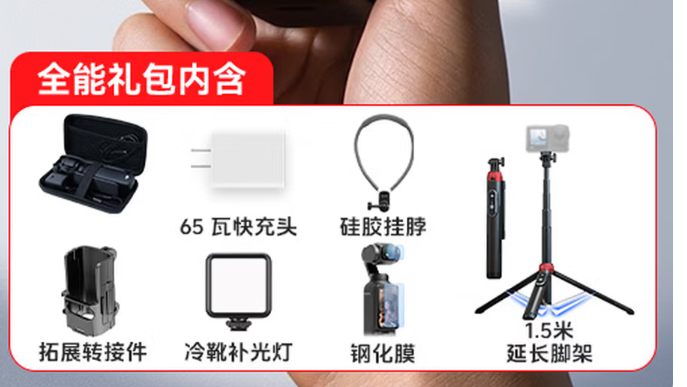 全能礼包内含
65 瓦快充头
硅胶挂脖
拓展转接件
冷靴补光灯
钢化膜
1.5米
延长脚架